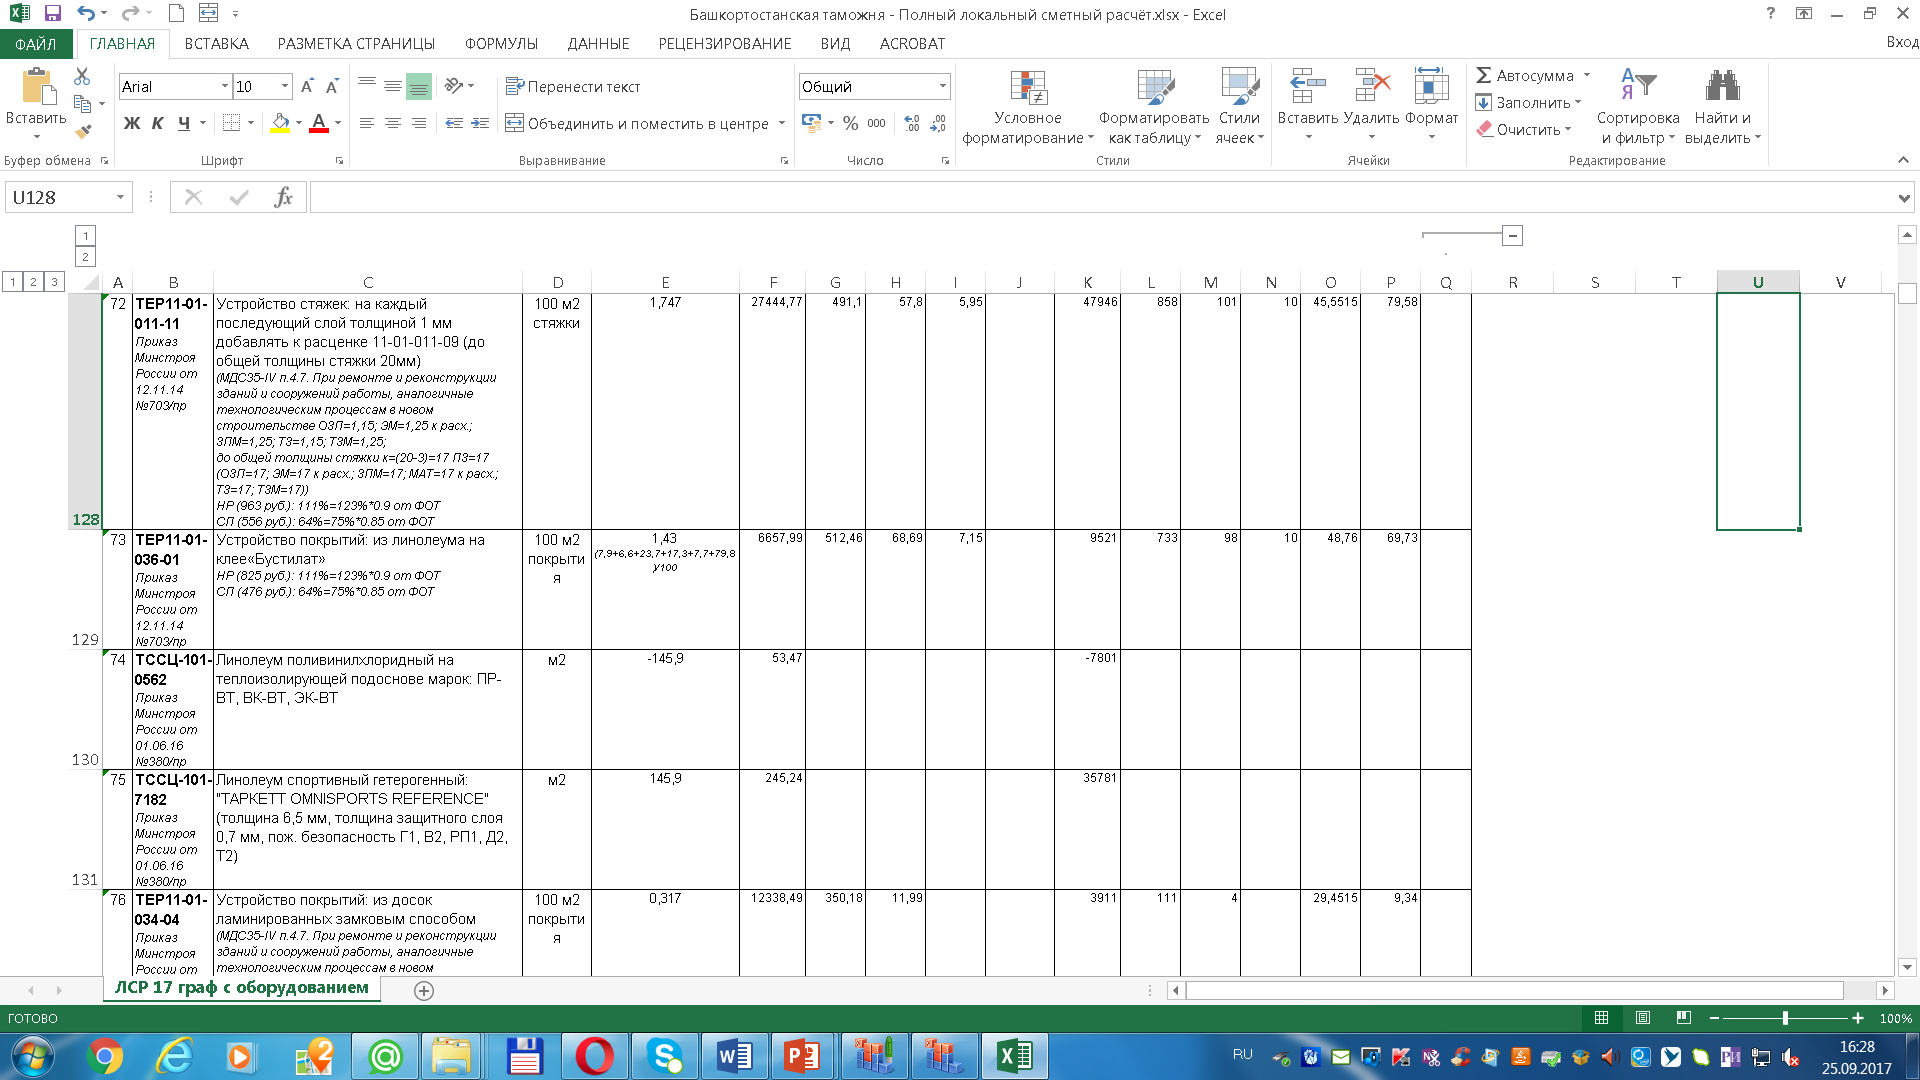 Башкортостанская таможня - Полный локальный сметный расчёт.xlsx - Excel
ФАЙЛ ГЛАВНАЯ ВСТАВКА РАЗМЕТКА СТРАНИЦЫ ФОРМУЛЫ ДАННЫЕ РЕЦЕНЗИРОВАНИЕ ВИД ACROBAT Вход
Вставить
Буфер обмена
Arial 10
Ж К Ч
Шрифт
Перенести текст
Объединить и поместить в центре
Выравнивание
Общий
% 000
Число
Условное форматирование
Форматировать как таблицу
Стили ячеек
Стили
Вставить Удалить Формат
Ячейки
Автосумма
Заполнить
Очистить
Сортировка и фильтр
Найти и выделить
Редактирование
U128
fx
1
2
1 2 3
A B C D E F G H I J K L M N O P Q R S T U V
128
72
ТЕР11-01-
011-11
Приказ
Минстроя
России от
12.11.14
№703/пр
Устройство стяжек: на каждый
последующий слой толщиной 1 мм
добавлять к расценке 11-01-011-09 (до
общей толщины стяжки 20мм)
(МДС35-IV п.4.7. При ремонте и реконструкции
зданий и сооружений работы, аналогичные
технологическим процессам в новом
строительстве ОЗП=1,15; ЭМ=1,25 к расх.;
ЗПМ=1,25; ТЗ=1,15; ТЗМ=1,25;
до общей толщины стяжки к=(20-3)=17 ПЗ=17
(ОЗП=17; ЭМ=17 к расх.; ЗПМ=17; МАТ=17 к расх.;
ТЗ=17; ТЗМ=17))
НР (963 руб.): 111%=123%*0.9 от ФОТ
СП (556 руб.): 64%=75%*0.85 от ФОТ
100 м2
стяжки
1,747 27444,77 491,1 57,8 5,95 47946 858 101 10 45,5515 79,58
129
73
ТЕР11-01-
036-01
Приказ
Минстроя
России от
12.11.14
№703/пр
Устройство покрытий: из линолеума на
клее«Бустилат»
НР (825 руб.): 111%=123%*0.9 от ФОТ
СП (476 руб.): 64%=75%*0.85 от ФОТ
100 м2
покрыти
я
1,43
(7,9+6,6+23,7+17,3+7,7+79,8
)/100
6657,99 512,46 68,69 7,15 9521 733 98 10 48,76 69,73
130
74
ТССЦ-101-
0562
Приказ
Минстроя
России от
01.06.16
№380/пр
Линолеум поливинилхлоридный на
теплоизолирующей подоснове марок: ПР-
ВТ, ВК-ВТ, ЭК-ВТ
м2
-145,9 53,47 -7801
131
75
ТССЦ-101-
7182
Приказ
Минстроя
России от
01.06.16
№380/пр
Линолеум спортивный гетерогенный:
"ТАРКЕТТ OMNISPORTS REFERENCE"
(толщина 6,5 мм, толщина защитного слоя
0,7 мм, пож. безопасность Г1, В2, РП1, Д2,
Т2)
м2
145,9 245,24 35781
76
ТЕР11-01-
034-04
Приказ
Минстроя
России от
Устройство покрытий: из досок
ламинированных замковым способом
(МДС35-IV п.4.7. При ремонте и реконструкции
зданий и сооружений работы, аналогичные
технологическим процессам в новом
100 м2
покрыти
я
0,317 12338,49 350,18 11,99 3911 111 4 29,4515 9,34
ЛСР 17 граф с оборудованием
ГОТОВО
100%
RU
16:28
25.09.2017